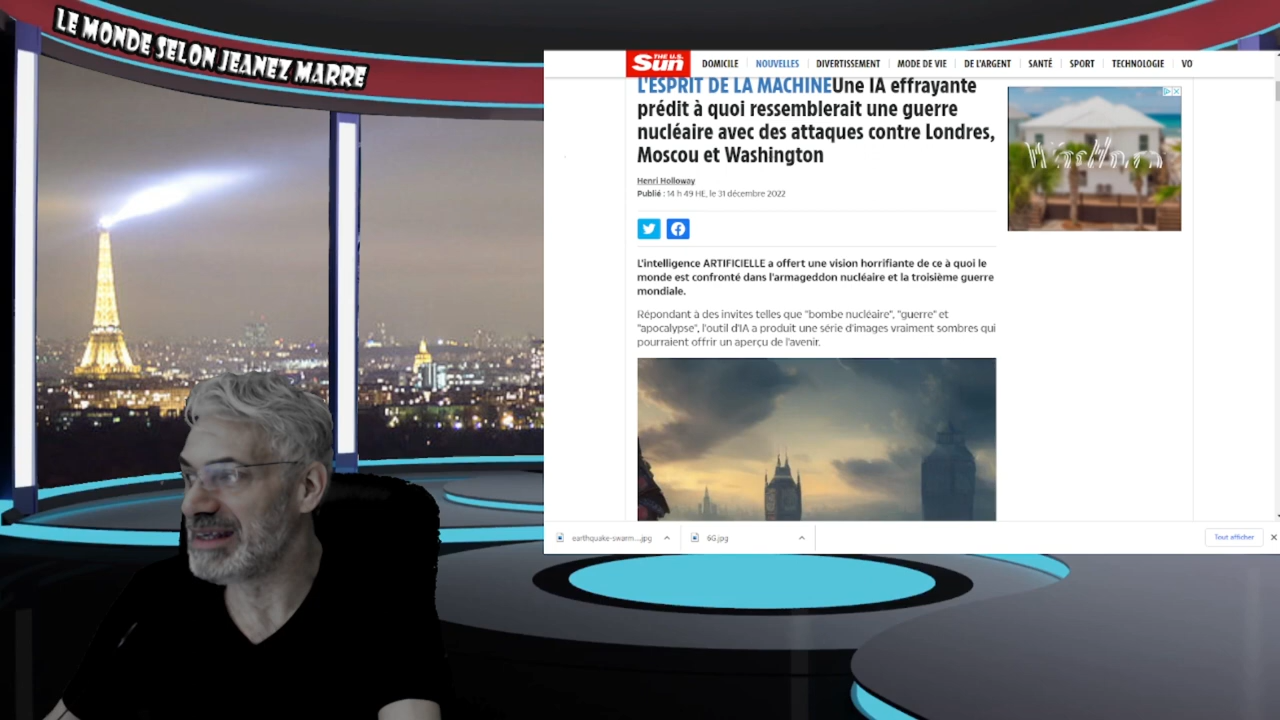 LE MONDE SELON JEANEZ MARRE
THE U.S. Sun
DOMICILE NOUVELLES DIVERTISSEMENT MODE DE VIE DE L'ARGENT SANTÉ SPORT TECHNOLOGIE VO
L'ESPRIT DE LA MACHINEUne IA effrayante
prédit à quoi ressemblerait une guerre
nucléaire avec des attaques contre Londres,
Moscou et Washington
Henri Holloway
Publié : 14 h 49 HE, le 31 décembre 2022
L'intelligence ARTIFICIELLE a offert une vision horrifiante de ce à quoi le
monde est confronté dans l'armageddon nucléaire et la troisième guerre
mondiale.
Répondant à des invites telles que "bombe nucléaire", "guerre" et
"apocalypse", l'outil d'IA a produit une série d'images vraiment sombres qui
pourraient offrir un aperçu de l'avenir.
earthquake-swarm....jpg
6G.jpg
Tout afficher